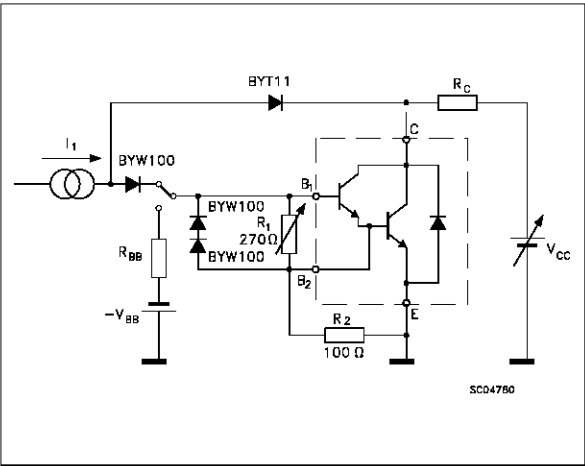 BYT11
R_C
I_1
C
BYW100
B_1
BYW100
R_1
270Ω
BYW100
R_BB
B_2
V_CC
-V_BB
E
R_2
100 Ω
SC04760